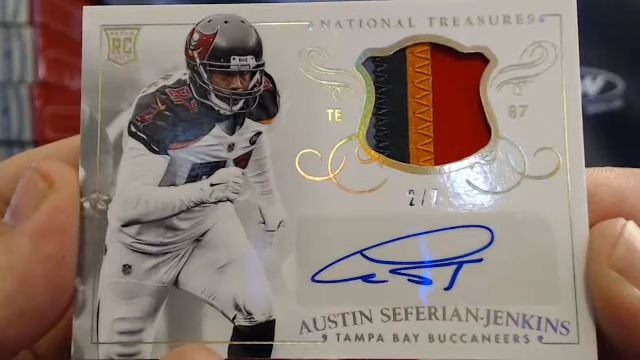 NATIONAL TREASURES
RC
TE 87
2/7
AUSTIN SEFERIAN-JENKINS
TAMPA BAY BUCCANEERS